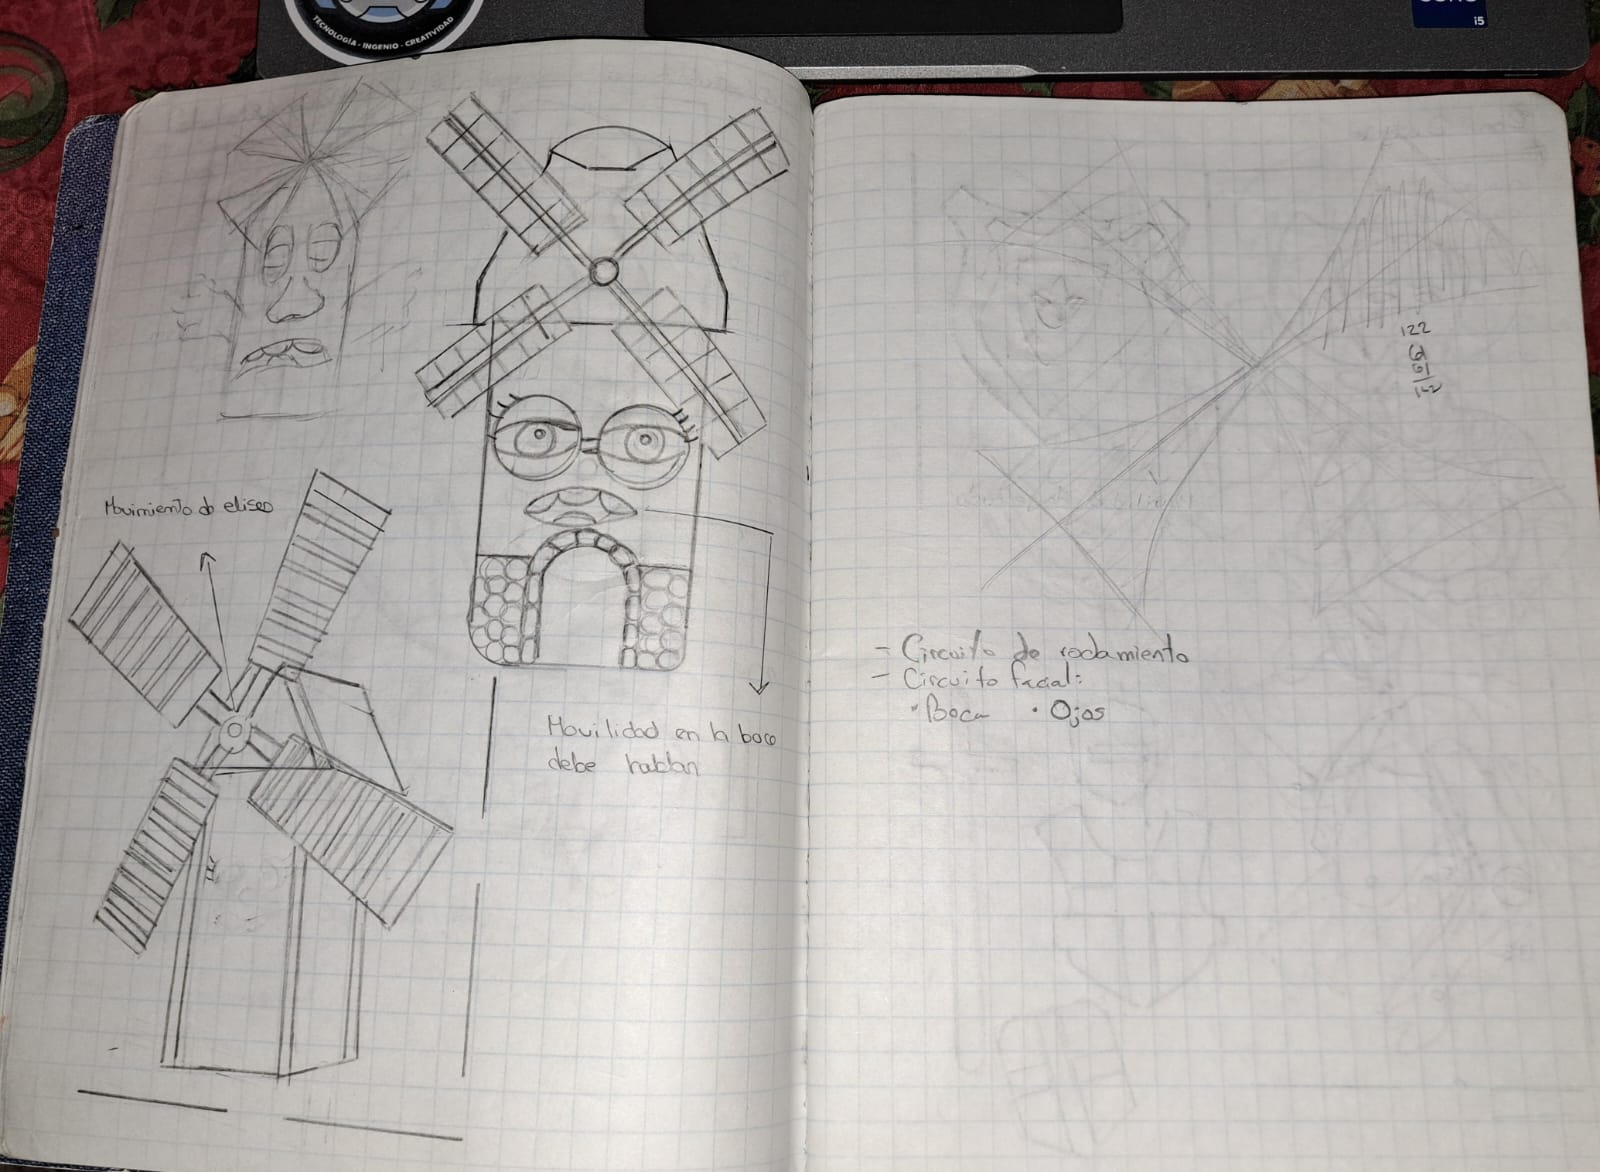 TECNOLOGÍA - INGENIO - CREATIVIDAD
i5
Movimiento de eliseo
Movilidad en la boca
debe hablar
122
61
61
122
- Circuito de rodamiento
- Circuito facial:
· Boca · Ojos